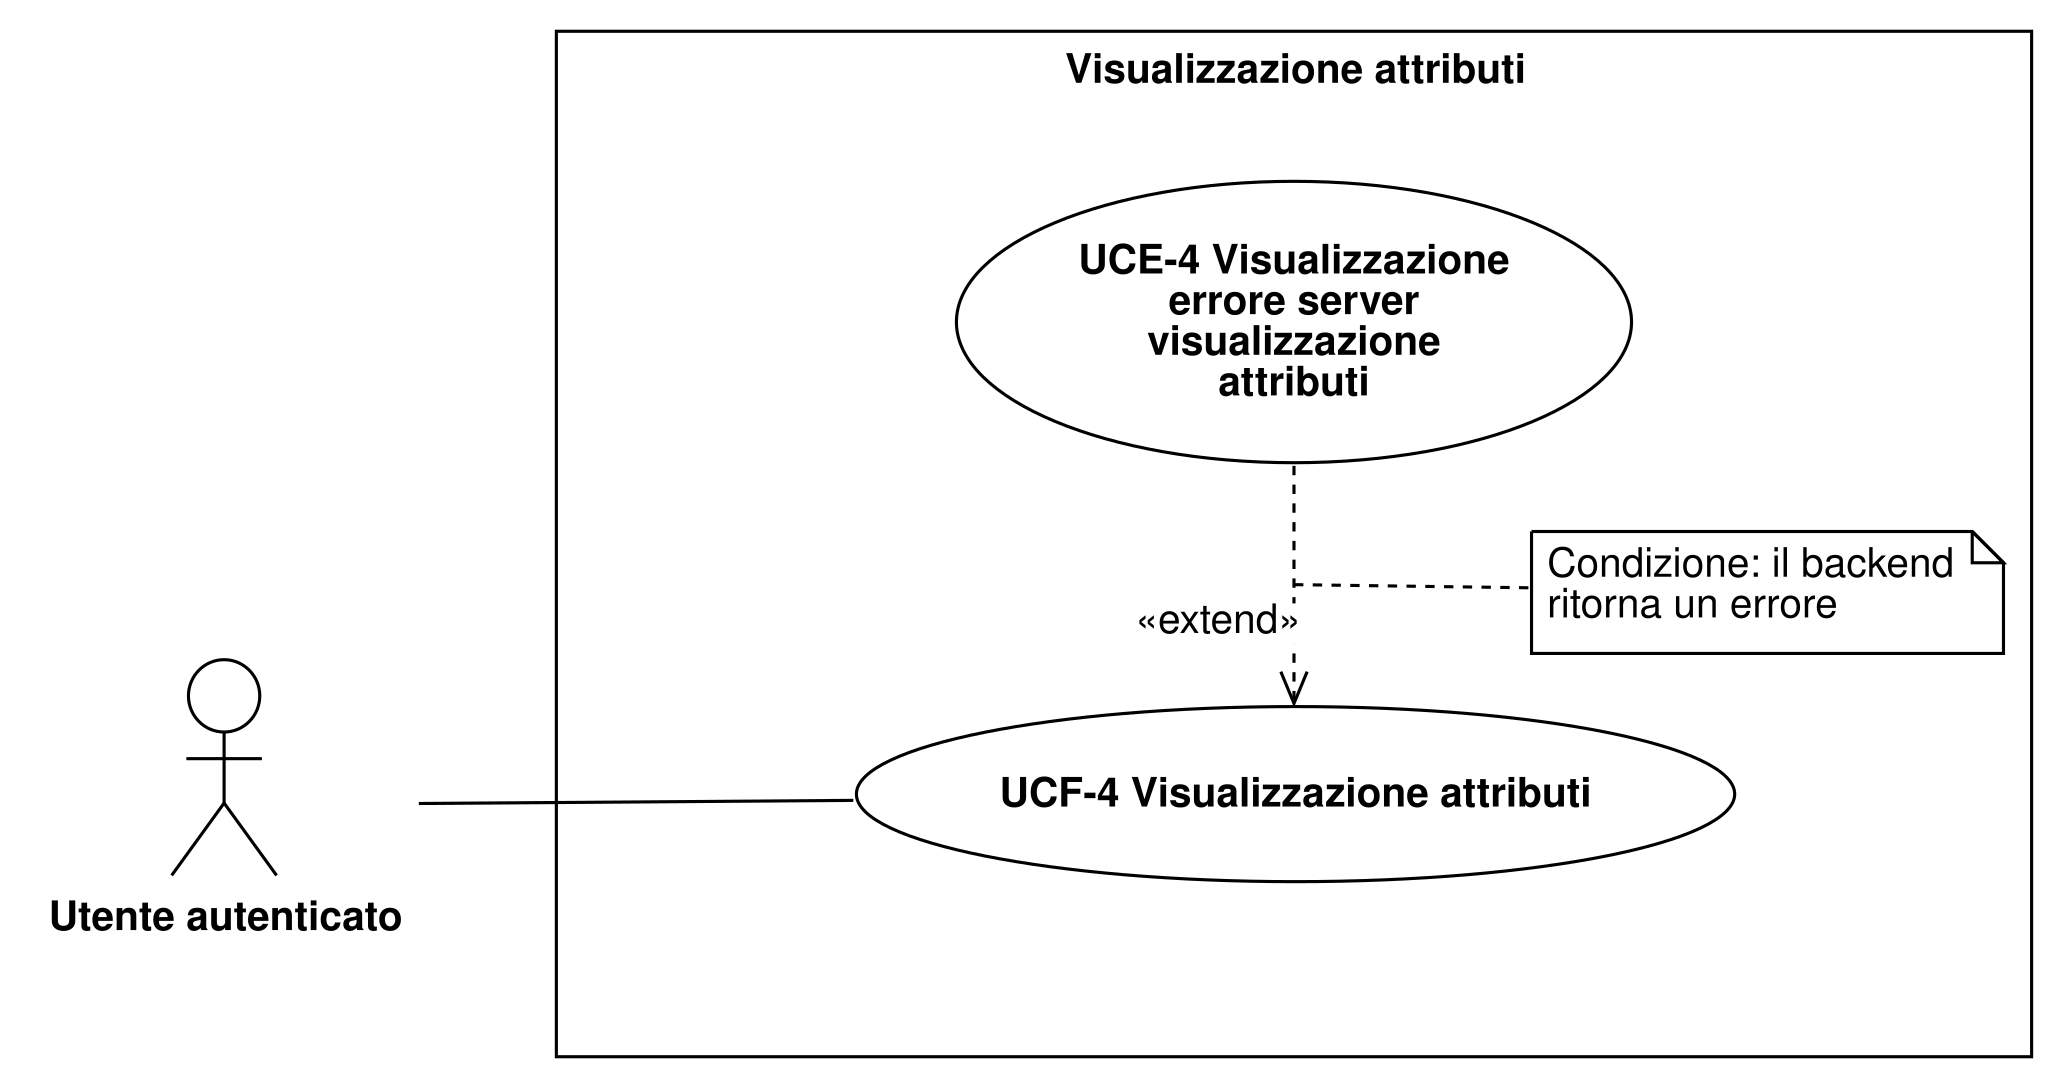 Visualizzazione attributi
UCE-4 Visualizzazione
errore server
visualizzazione
attributi
Condizione: il backend
ritorna un errore
«extend»
UCF-4 Visualizzazione attributi
Utente autenticato